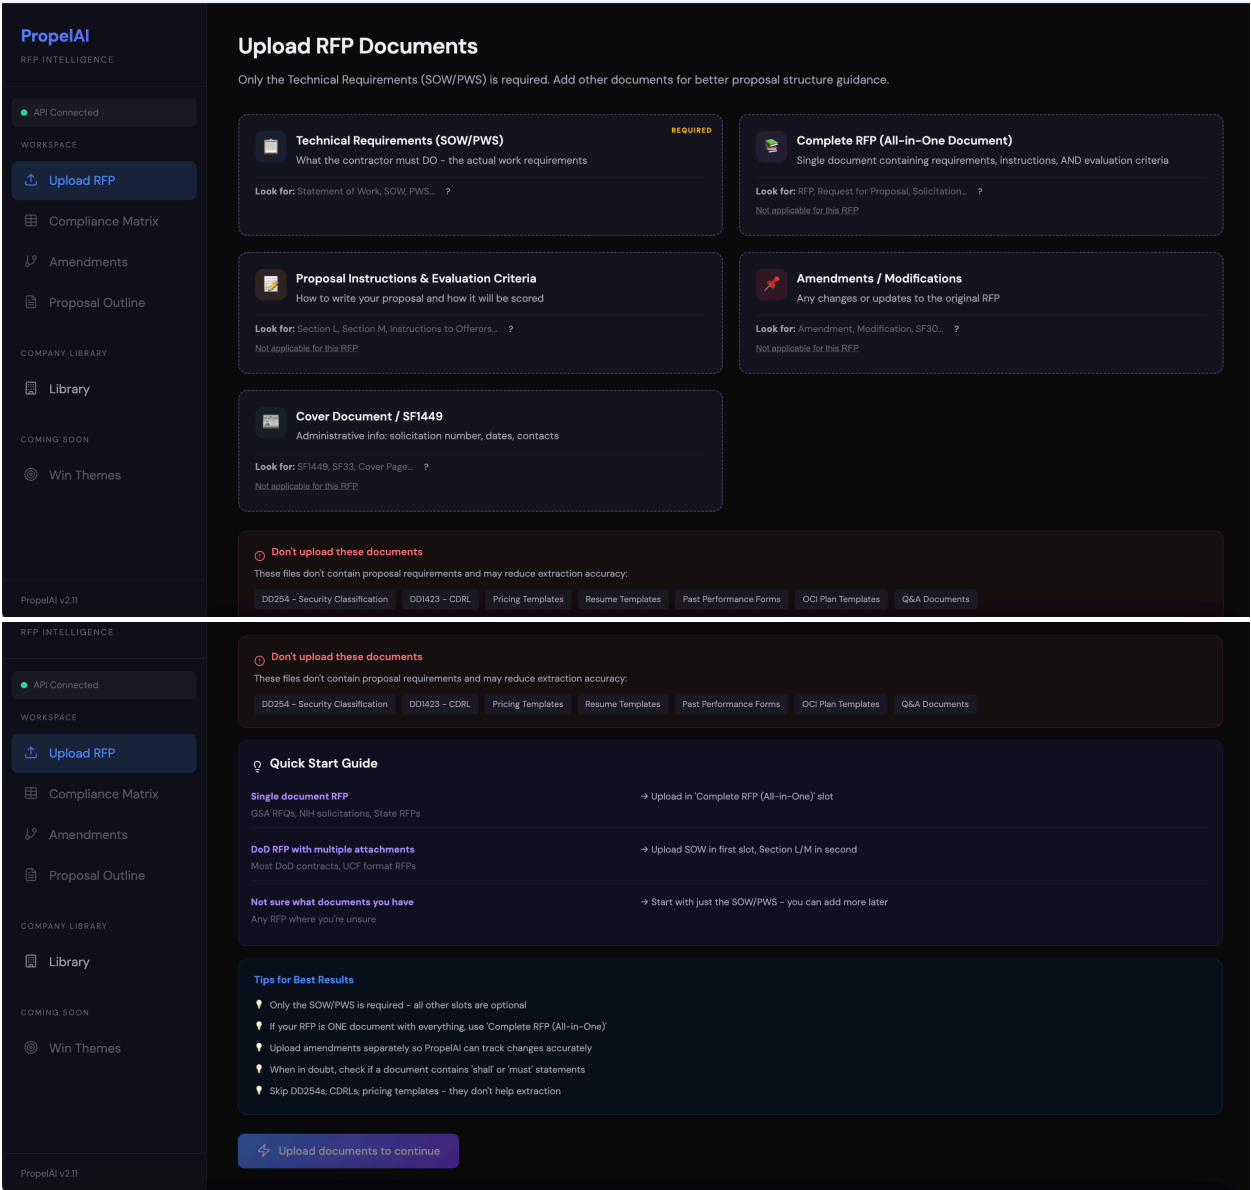 PropelAI
RFP INTELLIGENCE
API Connected
WORKSPACE
Upload RFP
Compliance Matrix
Amendments
Proposal Outline
COMPANY LIBRARY
Library
COMING SOON
Win Themes
PropelAI v2.11
Upload RFP Documents
Only the Technical Requirements (SOW/PWS) is required. Add other documents for better proposal structure guidance.
REQUIRED
Technical Requirements (SOW/PWS)
What the contractor must DO - the actual work requirements
Look for: Statement of Work, SOW, PWS... ?
Complete RFP (All-in-One Document)
Single document containing requirements, instructions, AND evaluation criteria
Look for: RFP, Request for Proposal, Solicitation... ?
Not applicable for this RFP
Proposal Instructions & Evaluation Criteria
How to write your proposal and how it will be scored
Look for: Section L, Section M, Instructions to Offerors... ?
Not applicable for this RFP
Amendments / Modifications
Any changes or updates to the original RFP
Look for: Amendment, Modification, SF30... ?
Not applicable for this RFP
Cover Document / SF1449
Administrative info: solicitation number, dates, contacts
Look for: SF1449, SF33, Cover Page... ?
Not applicable for this RFP
Don't upload these documents
These files don't contain proposal requirements and may reduce extraction accuracy:
DD254 - Security Classification DD1423 - CDRL Pricing Templates Resume Templates Past Performance Forms OCI Plan Templates Q&A Documents
RFP INTELLIGENCE
API Connected
WORKSPACE
Upload RFP
Compliance Matrix
Amendments
Proposal Outline
COMPANY LIBRARY
Library
COMING SOON
Win Themes
PropelAI v2.11
Don't upload these documents
These files don't contain proposal requirements and may reduce extraction accuracy:
DD254 - Security Classification DD1423 - CDRL Pricing Templates Resume Templates Past Performance Forms OCI Plan Templates Q&A Documents
Quick Start Guide
Single document RFP → Upload in 'Complete RFP (All-in-One)' slot
GSA RFQs, NIH solicitations, State RFPs
DoD RFP with multiple attachments → Upload SOW in first slot, Section L/M in second
Most DoD contracts, UCF format RFPs
Not sure what documents you have → Start with just the SOW/PWS - you can add more later
Any RFP where you're unsure
Tips for Best Results
Only the SOW/PWS is required - all other slots are optional
If your RFP is ONE document with everything, use 'Complete RFP (All-in-One)'
Upload amendments separately so PropelAI can track changes accurately
When in doubt, check if a document contains 'shall' or 'must' statements
Skip DD254s, CDRLs, pricing templates - they don't help extraction
Upload documents to continue